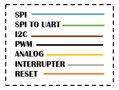 SPI
SPI TO UART
I2C
PWM
ANALOG
INTERRUPTER
RESET